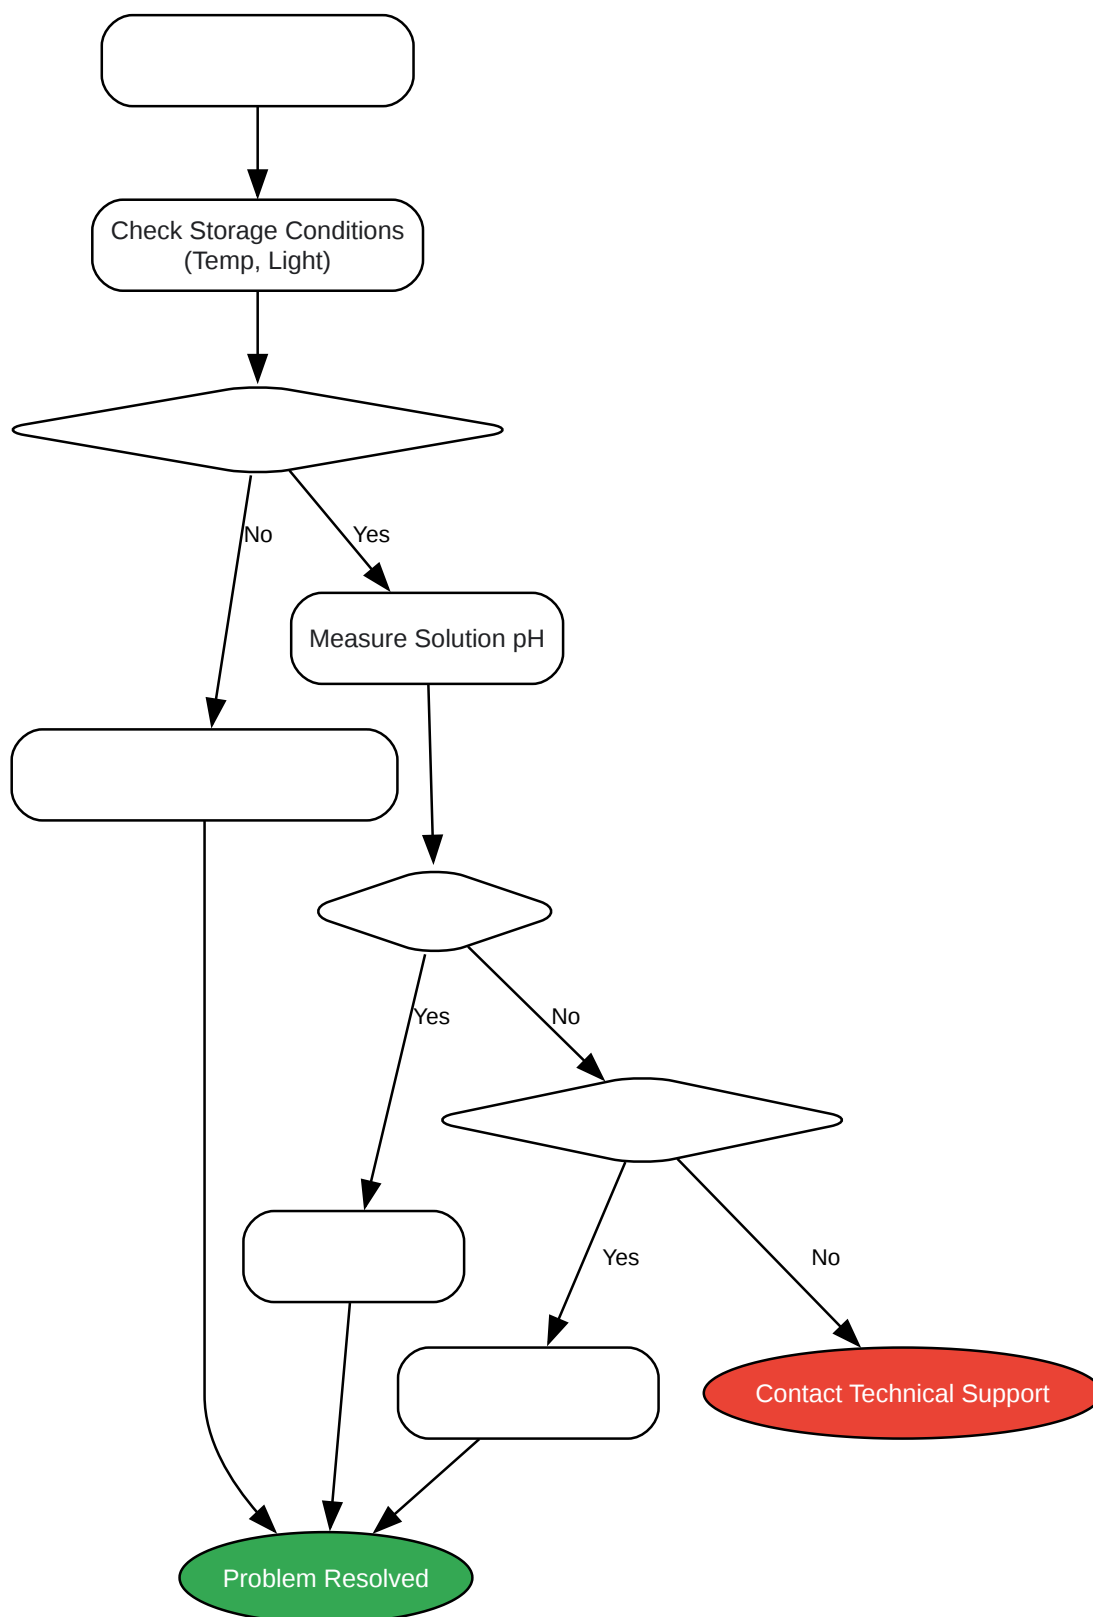 Check Storage Conditions
(Temp, Light)
No
Yes
Measure Solution pH
Yes
No
Yes
No
Contact Technical Support
Problem Resolved